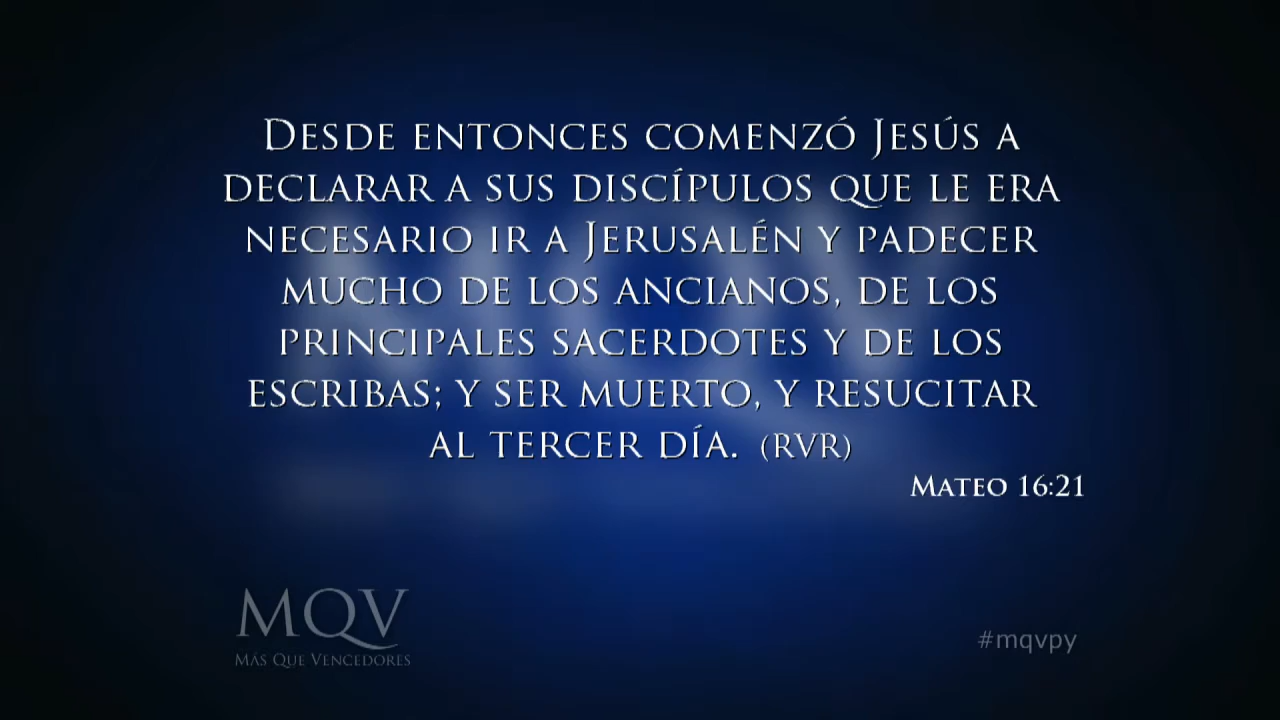 Desde entonces comenzó Jesús a
declarar a sus discípulos que le era
necesario ir a Jerusalén y padecer
mucho de los ancianos, de los
principales sacerdotes y de los
escribas; y ser muerto, y resucitar
al tercer día. (RVR)
Mateo 16:21
MQV
Más Que Vencedores
#mqvpy